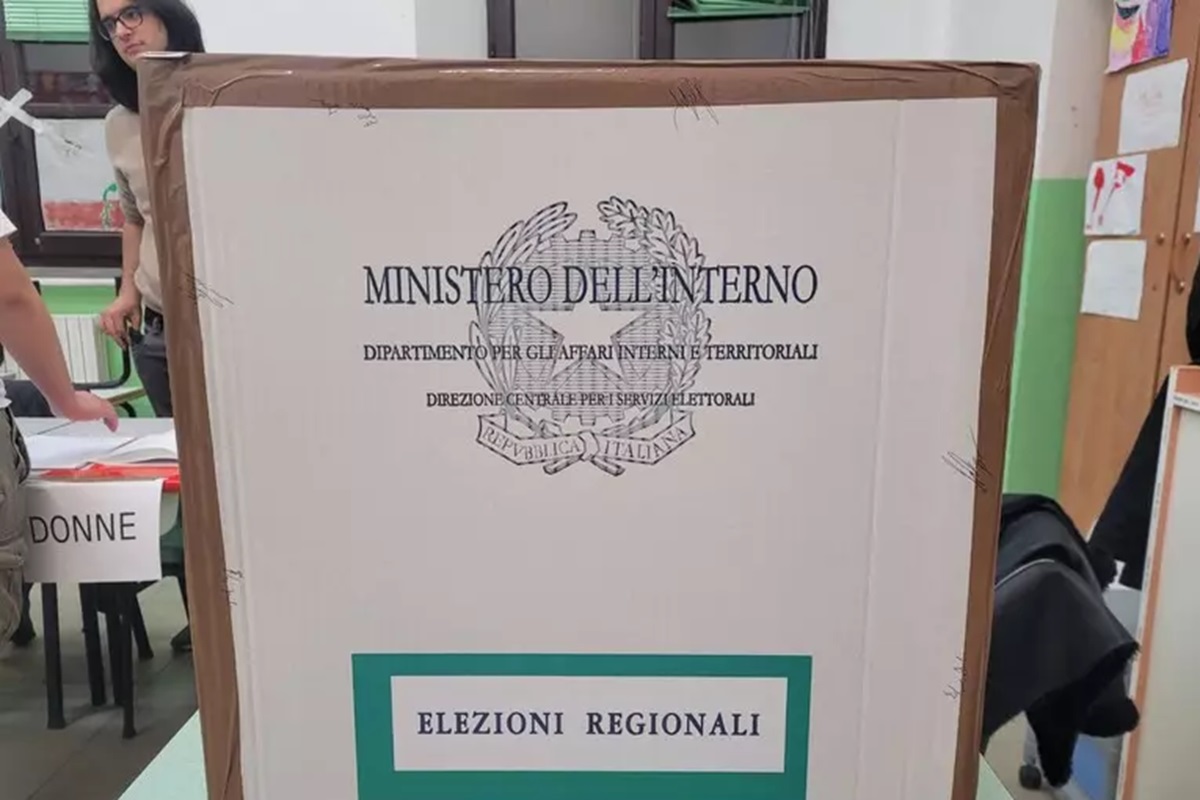 MINISTERO DELL'INTERNO
DIPARTIMENTO PER GLI AFFARI INTERNI E TERRITORIALI
DIREZIONE CENTRALE PER I SERVIZI ELETTORALI
REPVBBLICA ITALIANA
DONNE
ELEZIONI REGIONALI